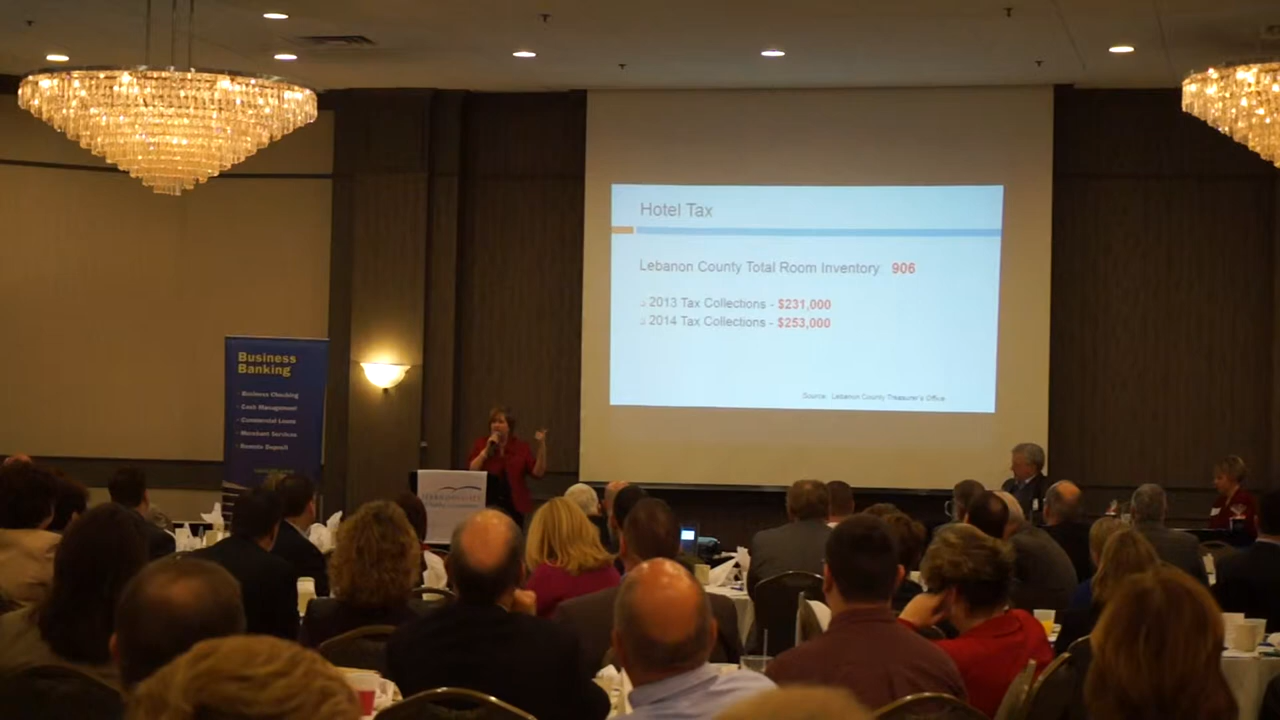 Hotel Tax
Lebanon County Total Room Inventory 906
2013 Tax Collections - $231,000
2014 Tax Collections - $253,000
Source: Lebanon County Treasurer's Office
Business
Banking
· Business Checking
· Cash Management
· Commercial Loans
· Merchant Services
· Remote Deposit